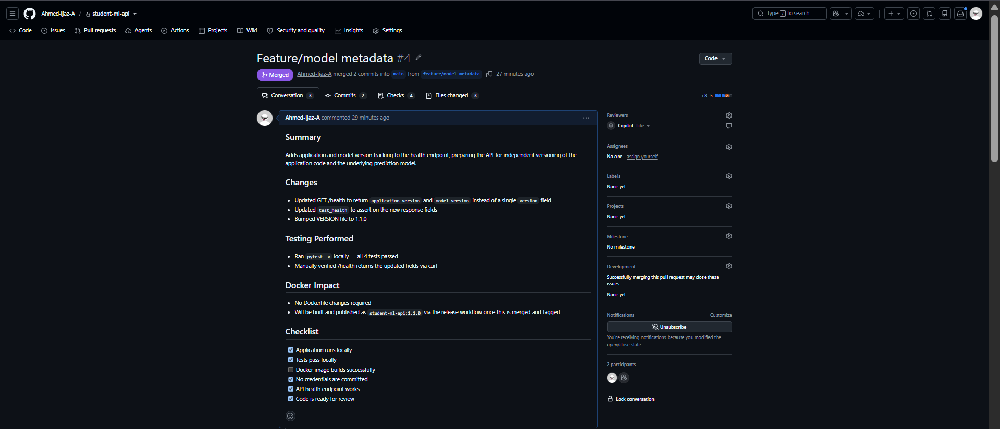 Ahmed-Ijaz-A / student-ml-api
Type / to search
Code
Issues
Pull requests
Agents
Actions
Projects
Wiki
Security and quality
Insights
Settings
Feature/model metadata #4
Code
Merged
Ahmed-Ijaz-A merged 2 commits into main from feature/model-metadata 27 minutes ago
Conversation 3
Commits 2
Checks 4
Files changed 3
+8 -5
Ahmed-Ijaz-A commented 29 minutes ago
Summary
Adds application and model version tracking to the health endpoint, preparing the API for independent versioning of the
application code and the underlying prediction model.
Changes
Updated GET /health to return application_version and model_version instead of a single version field
Updated test_health to assert on the new response fields
Bumped VERSION file to 1.1.0
Testing Performed
Ran pytest -v locally — all 4 tests passed
Manually verified /health returns the updated fields via curl
Docker Impact
No Dockerfile changes required
Will be built and published as student-ml-api:1.1.0 via the release workflow once this is merged and tagged
Checklist
Application runs locally
Tests pass locally
Docker image builds successfully
No credentials are committed
API health endpoint works
Code is ready for review
Reviewers
Copilot Lite
Assignees
No one—assign yourself
Labels
None yet
Projects
None yet
Milestone
No milestone
Development
Successfully merging this pull request may close these
issues.
None yet
Notifications
Customize
Unsubscribe
You're receiving notifications because you modified the
open/close state.
2 participants
Lock conversation